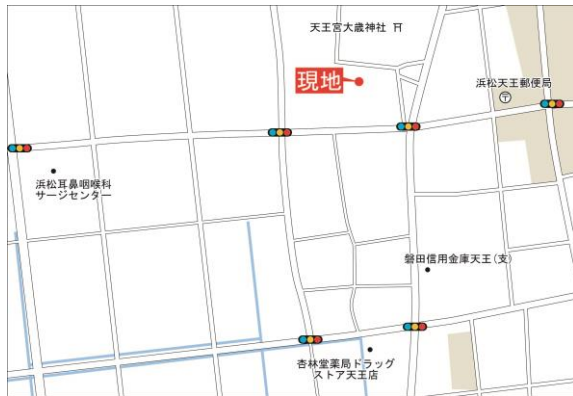 天王宮大歳神社
現地
浜松天王郵便局
浜松耳鼻咽喉科
サージセンター
磐田信用金庫天王(支)
杏林堂薬局ドラッグ
ストア天王店